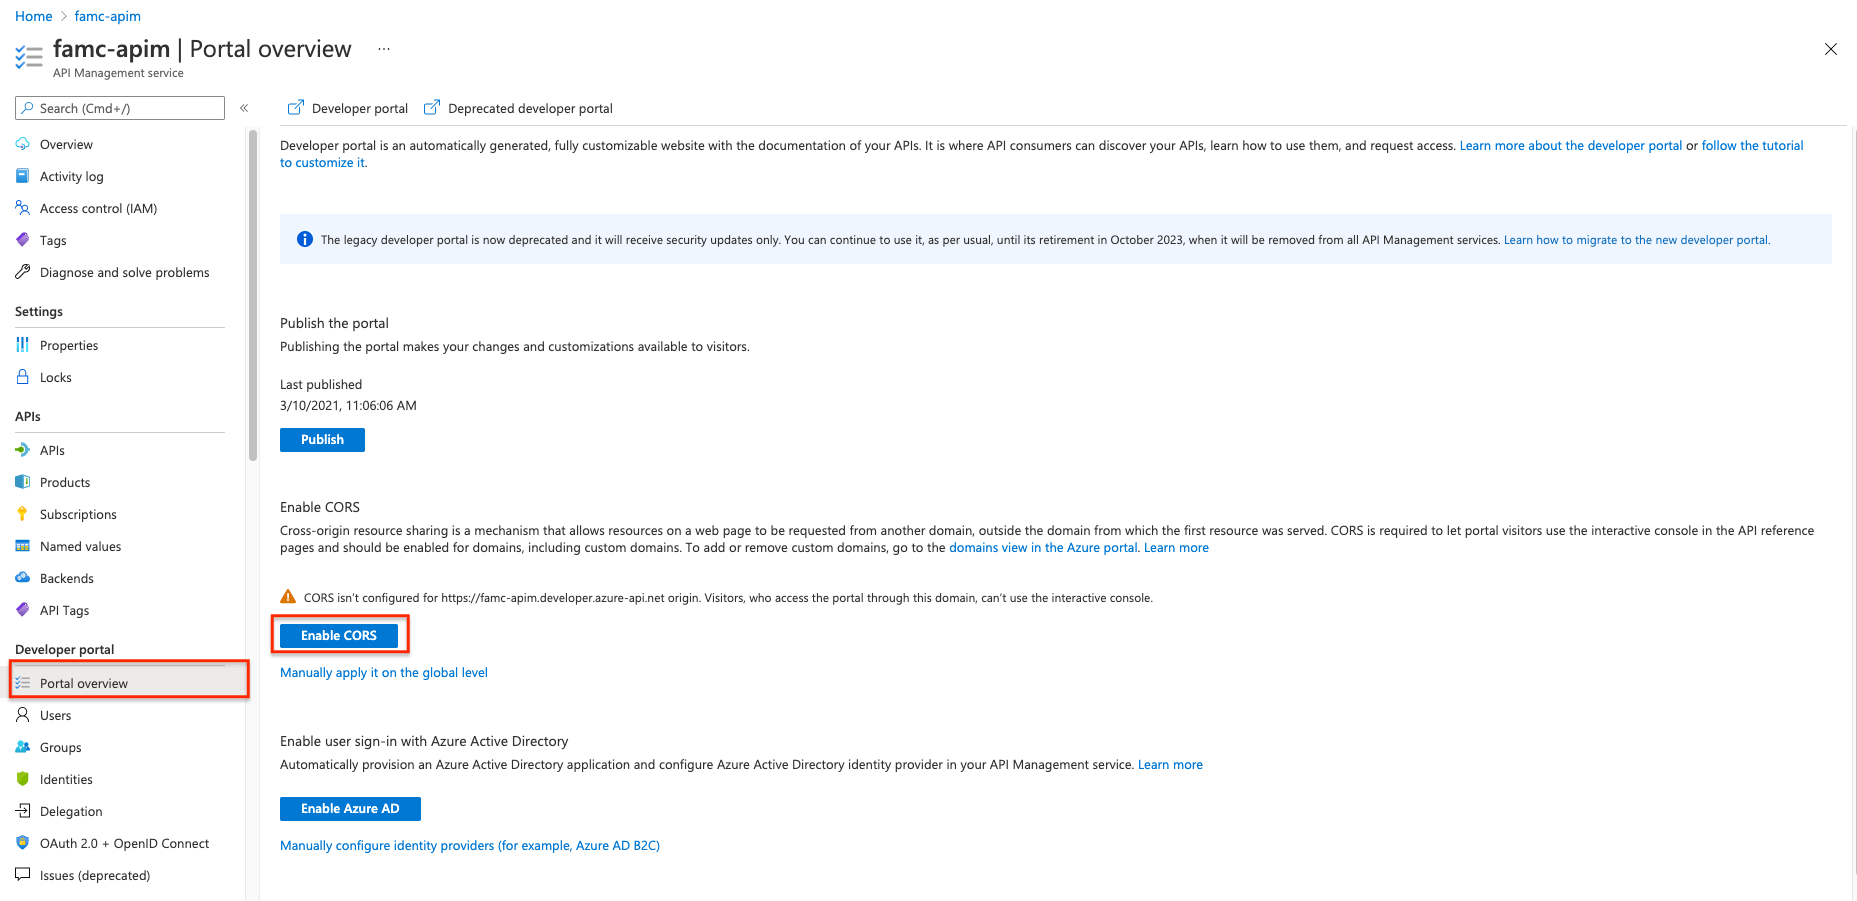 Home > famc-apim
famc-apim | Portal overview ...
API Management service
Search (Cmd+/)
«
Overview
Activity log
Access control (IAM)
Tags
Diagnose and solve problems
Settings
Properties
Locks
APIs
APIs
Products
Subscriptions
Named values
Backends
API Tags
Developer portal
Portal overview
Users
Groups
Identities
Delegation
OAuth 2.0 + OpenID Connect
Issues (deprecated)
Developer portal Deprecated developer portal
Developer portal is an automatically generated, fully customizable website with the documentation of your APIs. It is where API consumers can discover your APIs, learn how to use them, and request access. Learn more about the developer portal or follow the tutorial
to customize it.
The legacy developer portal is now deprecated and it will receive security updates only. You can continue to use it, as per usual, until its retirement in October 2023, when it will be removed from all API Management services. Learn how to migrate to the new developer portal.
Publish the portal
Publishing the portal makes your changes and customizations available to visitors.
Last published
3/10/2021, 11:06:06 AM
Publish
Enable CORS
Cross-origin resource sharing is a mechanism that allows resources on a web page to be requested from another domain, outside the domain from which the first resource was served. CORS is required to let portal visitors use the interactive console in the API reference
pages and should be enabled for domains, including custom domains. To add or remove custom domains, go to the domains view in the Azure portal. Learn more
CORS isn't configured for https://famc-apim.developer.azure-api.net origin. Visitors, who access the portal through this domain, can't use the interactive console.
Enable CORS
Manually apply it on the global level
Enable user sign-in with Azure Active Directory
Automatically provision an Azure Active Directory application and configure Azure Active Directory identity provider in your API Management service. Learn more
Enable Azure AD
Manually configure identity providers (for example, Azure AD B2C)